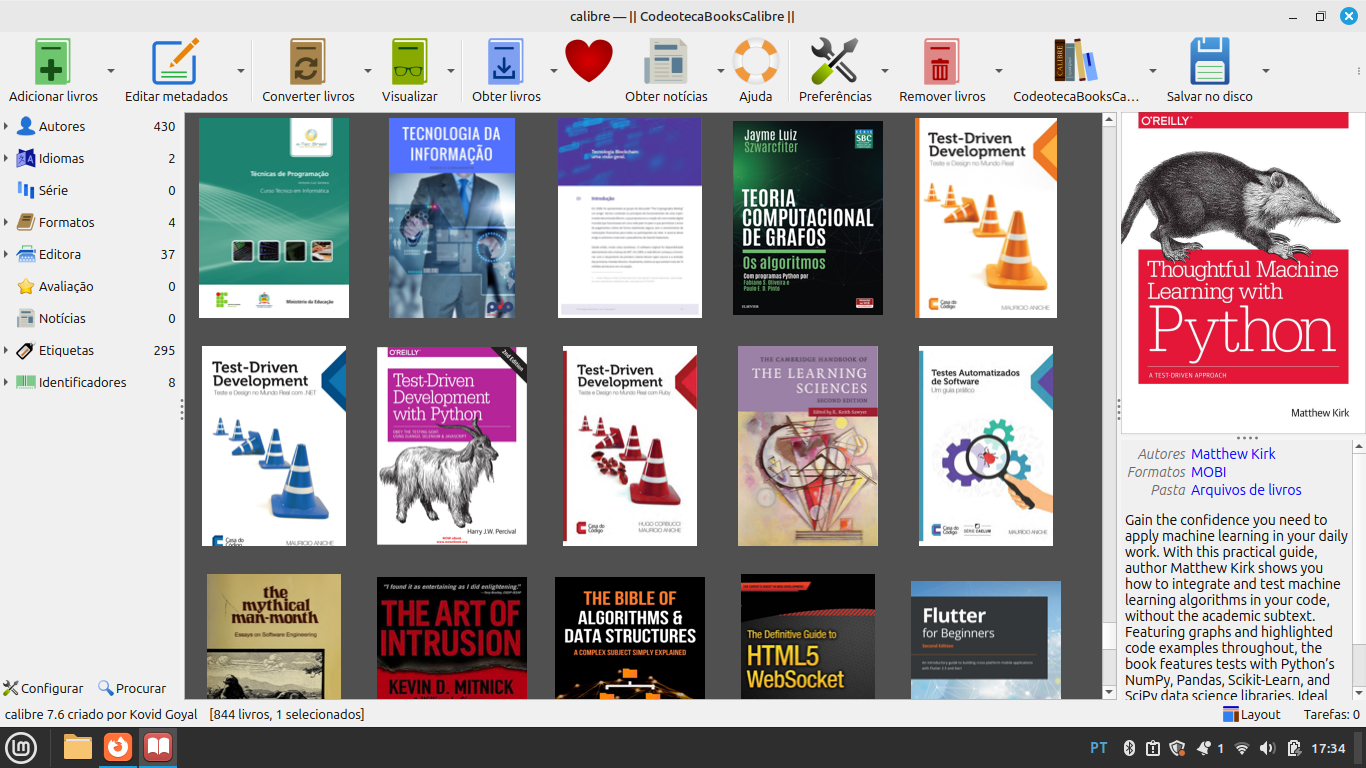 calibre — || CodeotecaBooksCalibre ||
Adicionar livros
Editar metadados
Converter livros
Visualizar
Obter livros
Obter notícias
Ajuda
Preferências
Remover livros
CodeotecaBooksCa...
Salvar no disco
Autores 430
Idiomas 2
Série 0
Formatos 4
Editora 37
Avaliação 0
Notícias 0
Etiquetas 295
Identificadores 8
Configurar
Procurar
e-Tec Brasil
Técnicas de Programação
Curso Técnico em Informática
Ministério da Educação
TECNOLOGIA DA
INFORMAÇÃO
Tecnologia Blockchain:
uma visão geral.
Introdução
Jayme Luiz
Szwarcfiter
SÉRIE
SBC
TEORIA
COMPUTACIONAL
DE GRAFOS
Os algoritmos
Com programas Python por
Fabiano S. Oliveira e
Paulo E. D. Pinto
Test-Driven
Development
Teste e Design no Mundo Real
Casa do
Código
MAURICIO ANICHE
Test-Driven
Development
Teste e Design no Mundo Real com .NET
Casa do
Código
MAURICIO ANICHE
O'REILLY
2nd Edition
Test-Driven
Development
with Python
OBEY THE TESTING GOAT:
USING DJANGO, SELENIUM & JAVASCRIPT
Harry J.W. Percival
Test-Driven
Development
Teste e Design no Mundo Real com Ruby
Casa do
Código
HUGO CORBUCCI
MAURICIO ANICHE
THE CAMBRIDGE HANDBOOK OF
THE LEARNING
SCIENCES
SECOND EDITION
Edited by R. Keith Sawyer
Testes Automatizados
de Software
Um guia prático
Casa do
Código
SÉRIE CAELUM
MAURICIO ANICHE
the
mythical
man-month
Essays on Software Engineering
"I found it as entertaining as I did enlightening."
THE ART OF
INTRUSION
KEVIN D. MITNICK
THE BIBLE OF
ALGORITHMS &
DATA STRUCTURES
A COMPLEX SUBJECT SIMPLY EXPLAINED
The Definitive Guide to
HTML5
WebSocket
Flutter
for Beginners
Second Edition
An introductory guide to building cross-platform mobile applications
O'REILLY
Thoughtful Machine
Learning with
Python
A TEST-DRIVEN APPROACH
Matthew Kirk
Autores Matthew Kirk
Formatos MOBI
Pasta Arquivos de livros
Gain the confidence you need to
apply machine learning in your daily
work. With this practical guide,
author Matthew Kirk shows you
how to integrate and test machine
learning algorithms in your code,
without the academic subtext.
Featuring graphs and highlighted
code examples throughout, the
book features tests with Python's
NumPy, Pandas, Scikit-Learn, and
SciPy data science libraries. Ideal
calibre 7.6 criado por Kovid Goyal [844 livros, 1 selecionados]
Layout
Tarefas: 0
PT
1
17:34